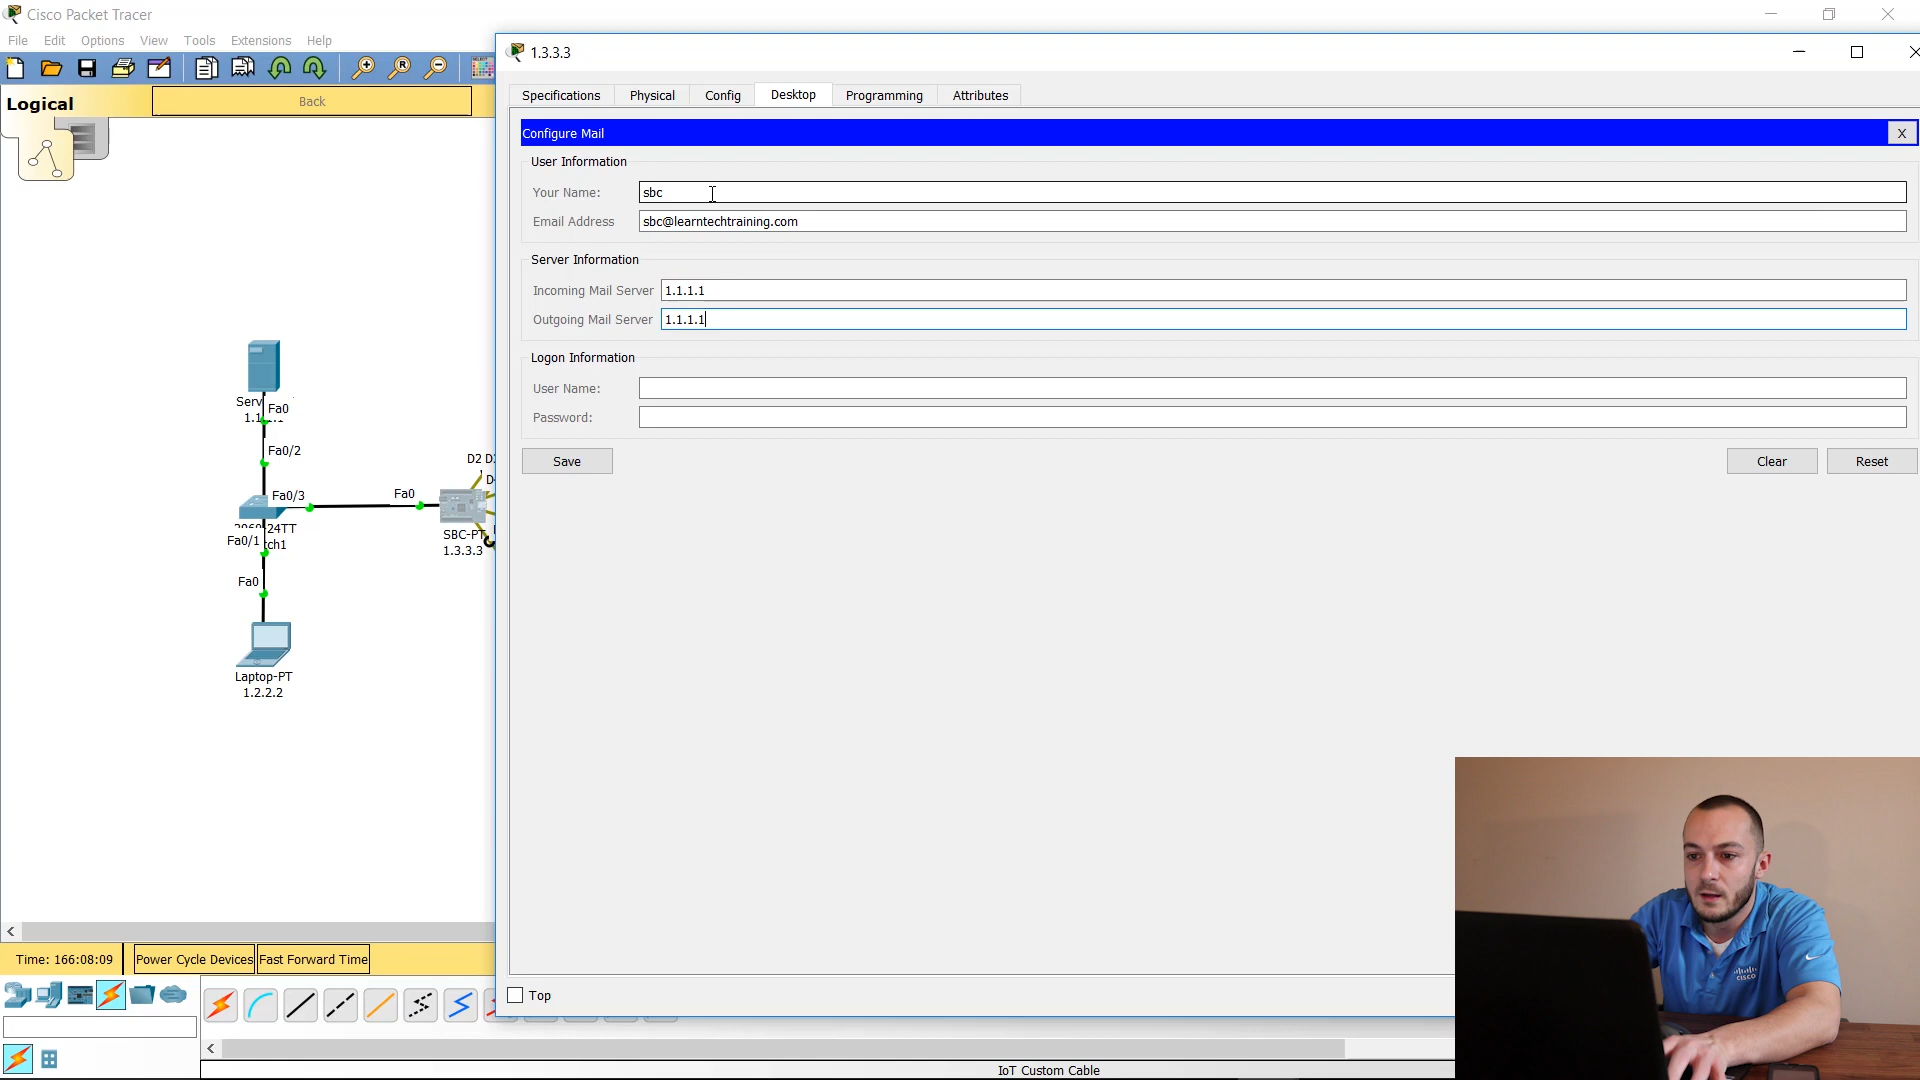 Cisco Packet Tracer
File Edit Options View Tools Extensions Help
Logical
Back
Fa0
Fa0/2
Fa0/3
24TT
Fa0/1
Fa0
Laptop-PT
1.2.2.2
Fa0
D2
SBC-PT
1.3.3.3
1.3.3.3
Specifications Physical Config Desktop Programming Attributes
Configure Mail X
User Information
Your Name: sbc
Email Address sbc@learntechtraining.com
Server Information
Incoming Mail Server 1.1.1.1
Outgoing Mail Server 1.1.1.1
Logon Information
User Name:
Password:
Save Clear Reset
Top
Time: 166:08:09 Power Cycle Devices Fast Forward Time
IoT Custom Cable
CISCO